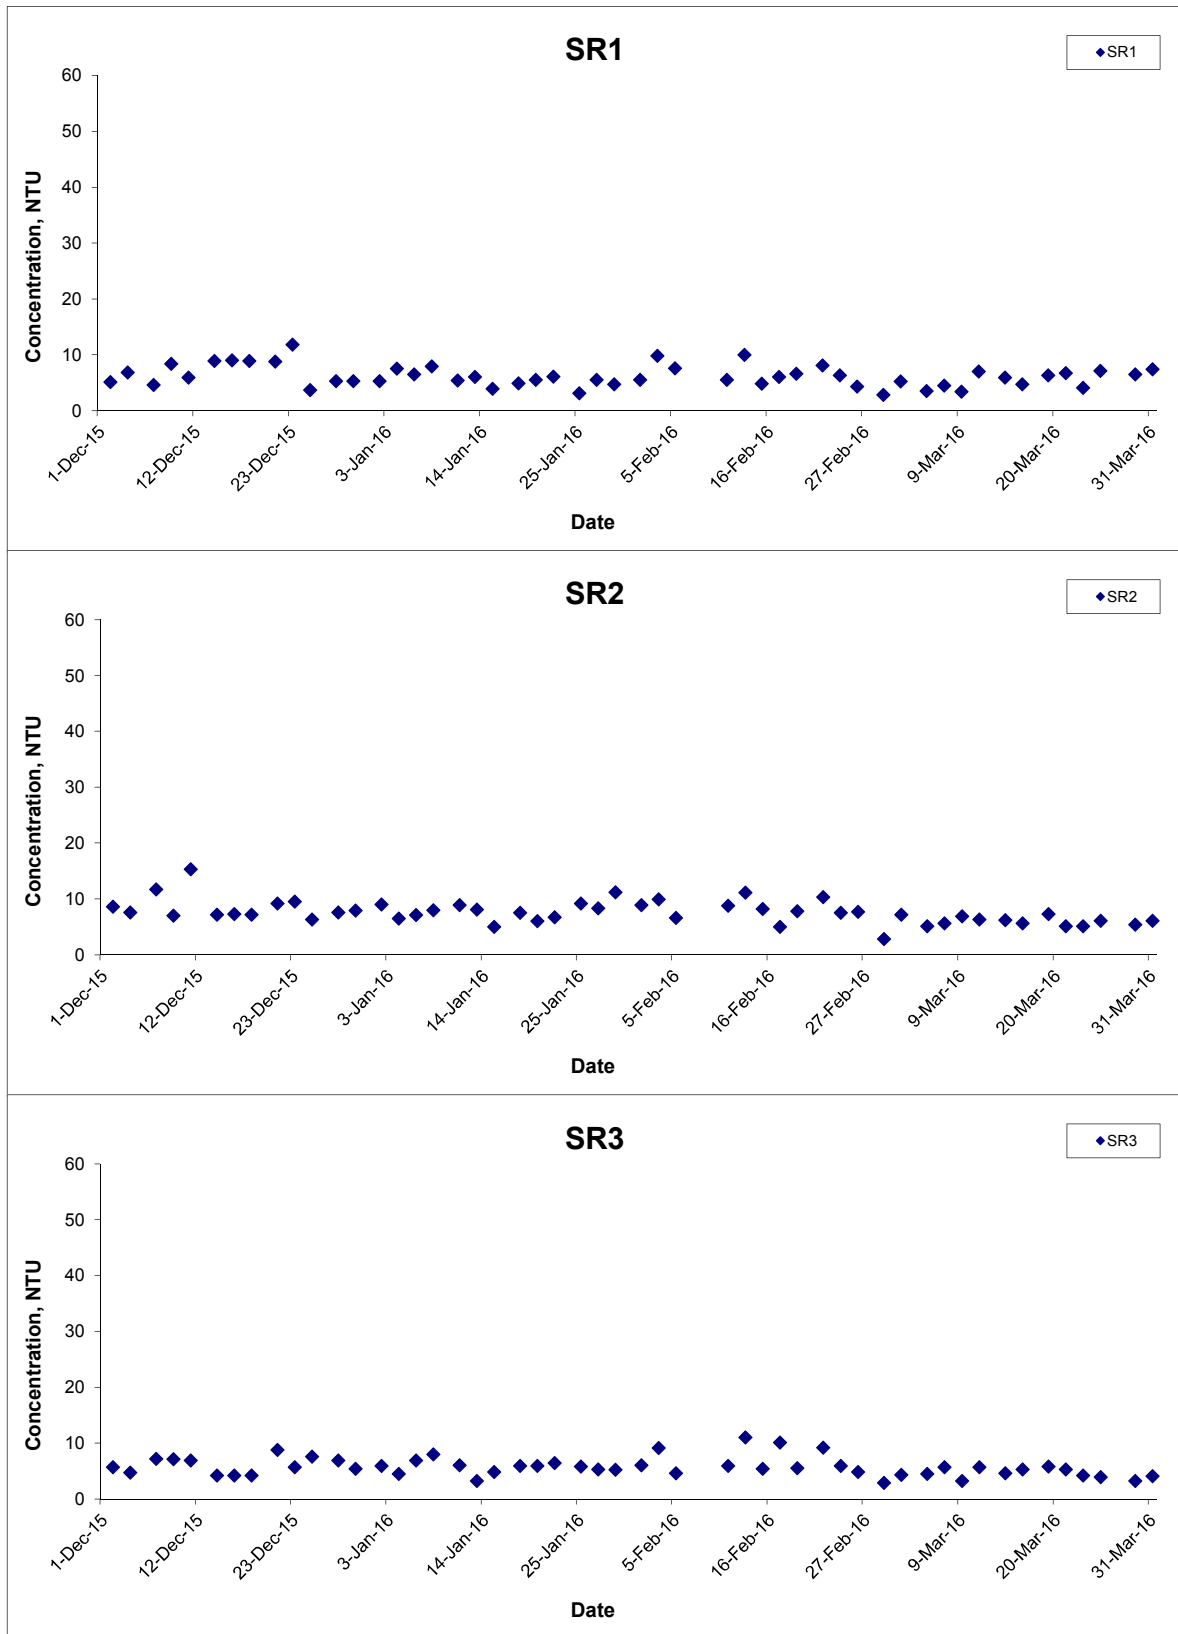 SR1
SR1
60
50
40
30
20
10
0
Concentration, NTU
1-Dec-15
12-Dec-15
23-Dec-15
3-Jan-16
14-Jan-16
25-Jan-16
5-Feb-16
16-Feb-16
27-Feb-16
9-Mar-16
20-Mar-16
31-Mar-16
Date
SR2
SR2
60
50
40
30
20
10
0
Concentration, NTU
1-Dec-15
12-Dec-15
23-Dec-15
3-Jan-16
14-Jan-16
25-Jan-16
5-Feb-16
16-Feb-16
27-Feb-16
9-Mar-16
20-Mar-16
31-Mar-16
Date
SR3
SR3
60
50
40
30
20
10
0
Concentration, NTU
1-Dec-15
12-Dec-15
23-Dec-15
3-Jan-16
14-Jan-16
25-Jan-16
5-Feb-16
16-Feb-16
27-Feb-16
9-Mar-16
20-Mar-16
31-Mar-16
Date